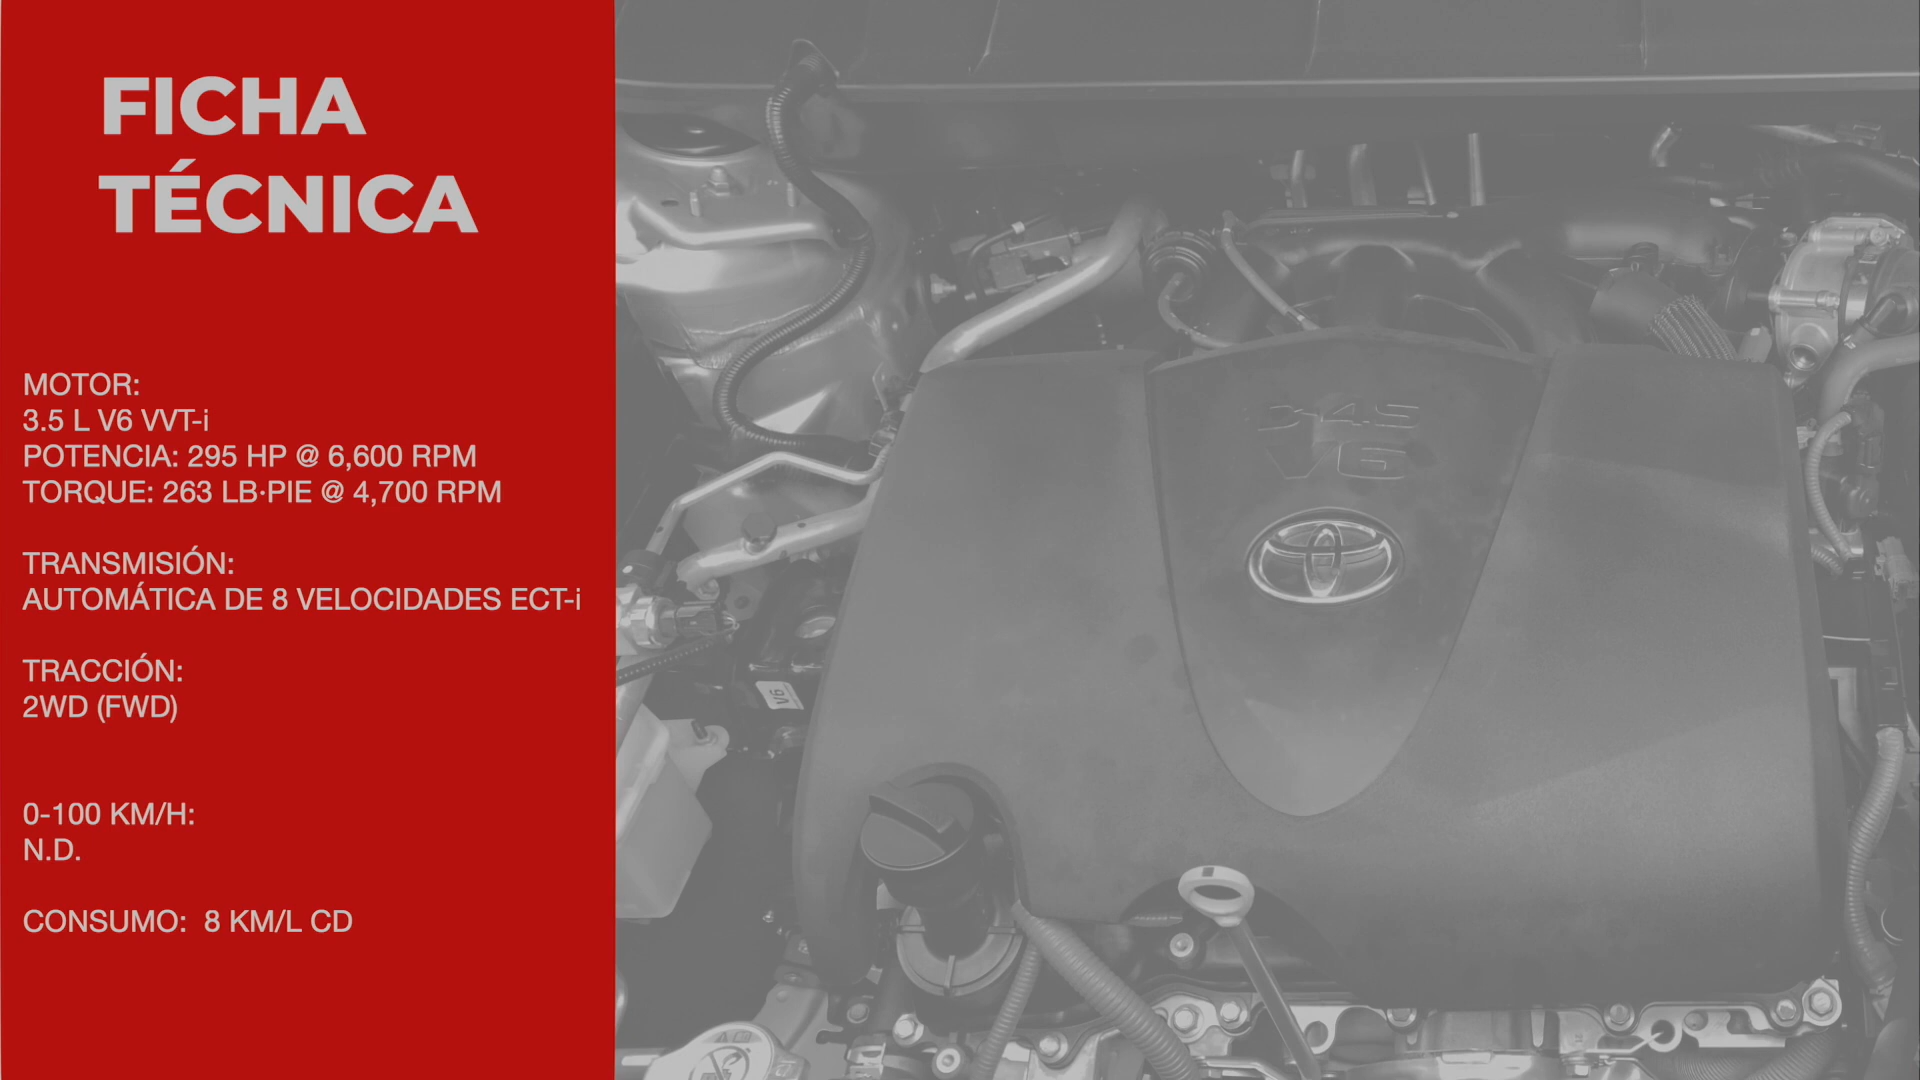 FICHA
TÉCNICA
MOTOR:
3.5 L V6 VVT-i
POTENCIA: 295 HP @ 6,600 RPM
TORQUE: 263 LB·PIE @ 4,700 RPM
TRANSMISIÓN:
AUTOMÁTICA DE 8 VELOCIDADES ECT-i
TRACCIÓN:
2WD (FWD)
0-100 KM/H:
N.D.
CONSUMO:  8 KM/L CD
D-4S
V6
V6